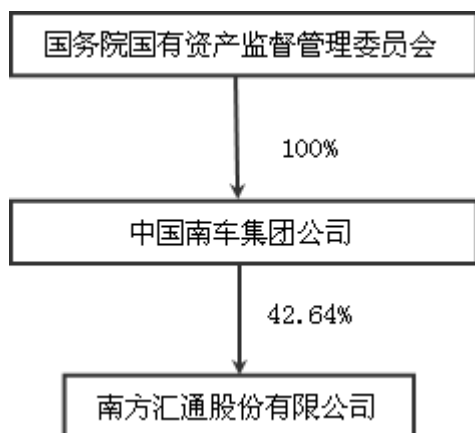 国务院国有资产监督管理委员会
100%
中国南车集团公司
42.64%
南方汇通股份有限公司